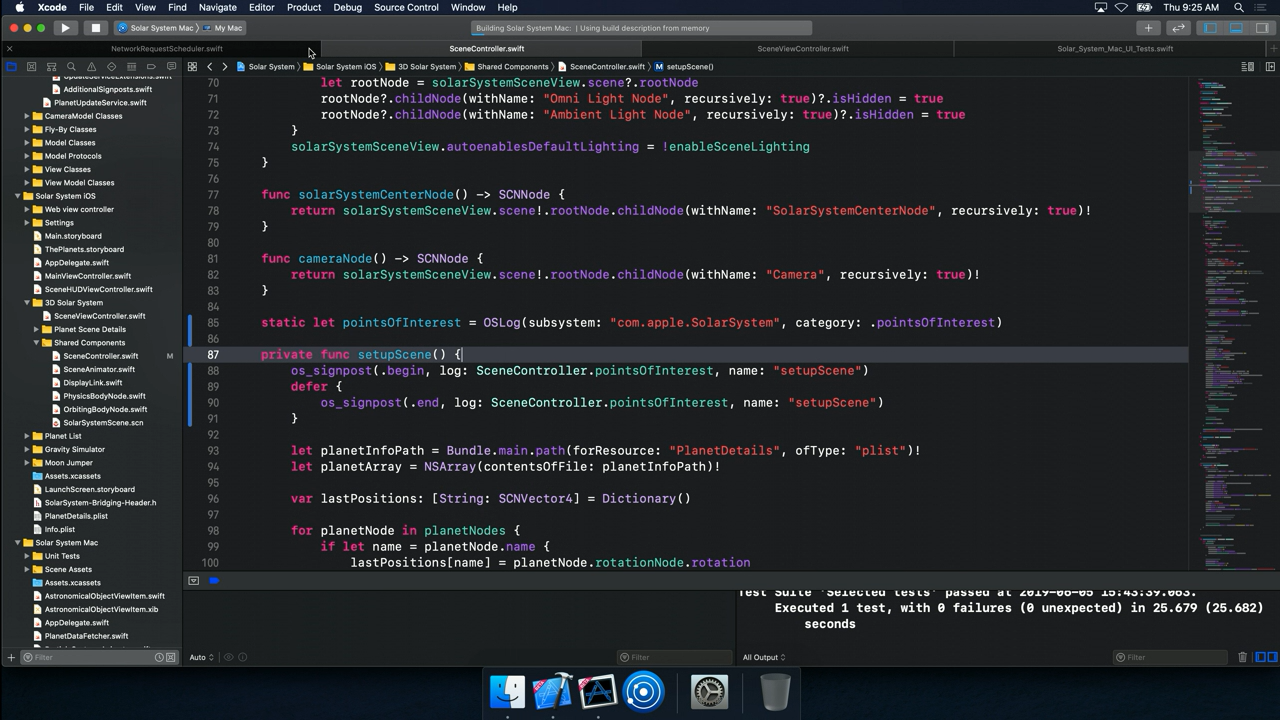 Xcode File Edit View Find Navigate Editor Product Debug Source Control Window Help
Thu 9:25 AM
Solar System Mac My Mac
Building Solar System Mac: | Using build description from memory
NetworkRequestScheduler.swift
SceneController.swift
SceneViewController.swift
Solar_System_Mac_UI_Tests.swift
Solar System Solar System iOS 3D Solar System Shared Components SceneController.swift setupScene()
AdditionalSignposts.swift
PlanetUpdateService.swift
Cameramodel Classes
Fly-By Classes
Model Classes
Model Protocols
View Classes
View Model Classes
Solar System iOS
Web view controller
Settings
Main.storyboard
ThePlanets.storyboard
AppDelegate.swift
MainViewController.swift
SceneHUDViewController.swift
3D Solar System
SceneViewController.swift
Planet Scene Details
Shared Components
SceneController.swift M
SceneAnimator.swift
DisplayLink.swift
PhysicsBodyNode.swift
OrbitingBodyNode.swift
SolarSystemScene.scn
Planet List
Gravity Simulator
Moon Jumper
Assets.xcassets
LaunchScreen.storyboard
SolarSystem-Bridging-Header.h
PlanetDetails.plist
Info.plist
Solar System Mac
Unit Tests
Scene Assets
Assets.xcassets
AstronomicalObjectViewItem.swift
AstronomicalObjectViewItem.xib
AppDelegate.swift
PlanetDataFetcher.swift
Filter
70 let rootNode = solarSystemSceneView.scene?.rootNode
71 rootNode?.childNode(withName: "Omni Light Node", recursively: true)?.isHidden = true
72 rootNode?.childNode(withName: "Ambient Light Node", recursively: true)?.isHidden = true
73 }
74 solarSystemSceneView.autoenablesDefaultLighting = !enableSceneLighting
75 }
76
77 func solarSystemCenterNode() -> SCNNode {
78 return solarSystemSceneView.scene!.rootNode.childNode(withName: "SolarSystemCenterNode", recursively: true)!
79 }
80
81 func cameraNode() -> SCNNode {
82 return solarSystemSceneView.scene!.rootNode.childNode(withName: "Camera", recursively: true)!
83 }
84
85 static let pointsOfInterest = OSLog(subsystem: "com.apple.SolarSystem", category: .pointsOfInterest)
86
87 private func setupScene() {
88 os_signpost(.begin, log: SceneController.pointsOfInterest, name: "setupScene")
89 defer {
90 os_signpost(.end, log: SceneController.pointsOfInterest, name: "setupScene")
91 }
92
93 let planetInfoPath = Bundle.main.path(forResource: "PlanetDetails", ofType: "plist")!
94 let planetArray = NSArray(contentsOfFile: planetInfoPath)!
95
96 var lastPositions: [String: SCNVector4] = Dictionary()
97
98 for planetNode in planetNodes {
99 if let name = planetNode.name {
100 lastPositions[name] = planetNode.rotationNode.rotation
Test Suite 'Selected tests' passed at 2019-06-05 15:43:39.063.
Executed 1 test, with 0 failures (0 unexpected) in 25.679 (25.682)
seconds
Auto
Filter
All Output
Filter